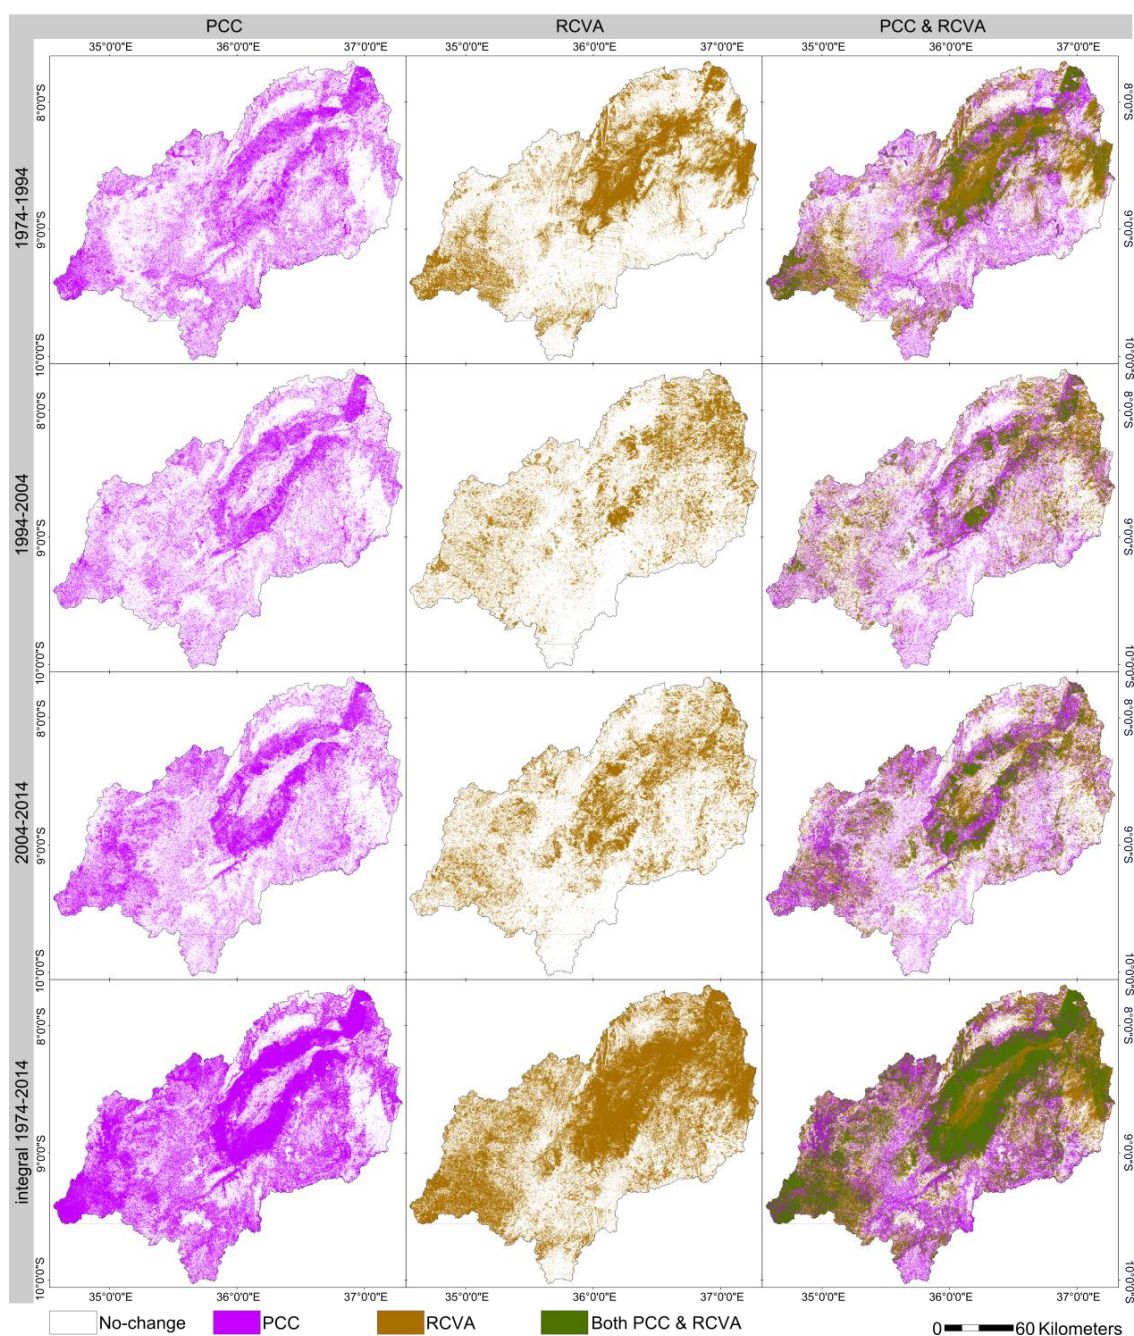 PCC RCVA PCC & RCVA
35°0'0"E 36°0'0"E 37°0'0"E 35°0'0"E 36°0'0"E 37°0'0"E 35°0'0"E 36°0'0"E 37°0'0"E
1974-1994
8°0'0"S 8°0'0"S
9°0'0"S 9°0'0"S
10°0'0"S 10°0'0"S
1994-2004
8°0'0"S 8°0'0"S
9°0'0"S 9°0'0"S
10°0'0"S 10°0'0"S
2004-2014
8°0'0"S 8°0'0"S
9°0'0"S 9°0'0"S
10°0'0"S 10°0'0"S
integral 1974-2014
8°0'0"S 8°0'0"S
9°0'0"S 9°0'0"S
10°0'0"S 10°0'0"S
35°0'0"E 36°0'0"E 37°0'0"E 35°0'0"E 36°0'0"E 37°0'0"E 35°0'0"E 36°0'0"E 37°0'0"E
No-change PCC RCVA Both PCC & RCVA 0 60 Kilometers